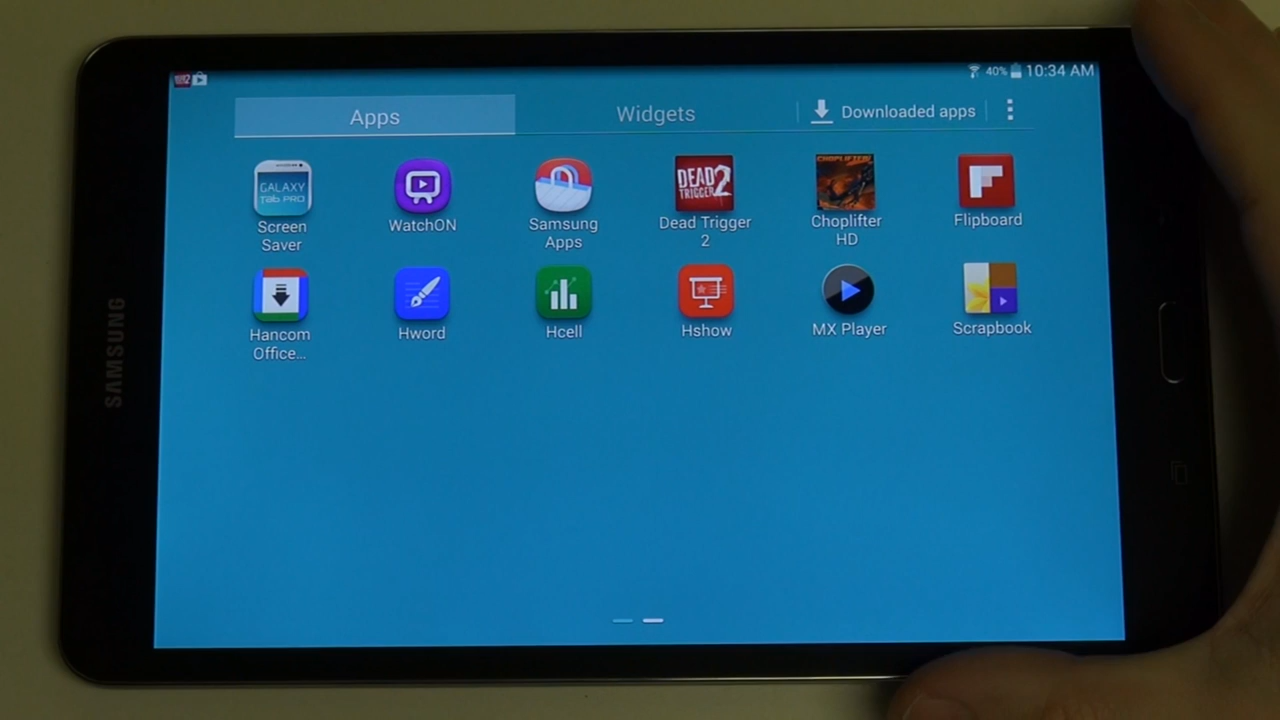 40% 10:34 AM
Apps Widgets Downloaded apps
GALAXY
Tab PRO
DEAD
TRIGGER 2
CHOPLIFTER
Screen
Saver
WatchON
Samsung
Apps
Dead Trigger
2
Choplifter
HD
Flipboard
Hancom
Office...
Hword
Hcell
Hshow
MX Player
Scrapbook
SAMSUNG